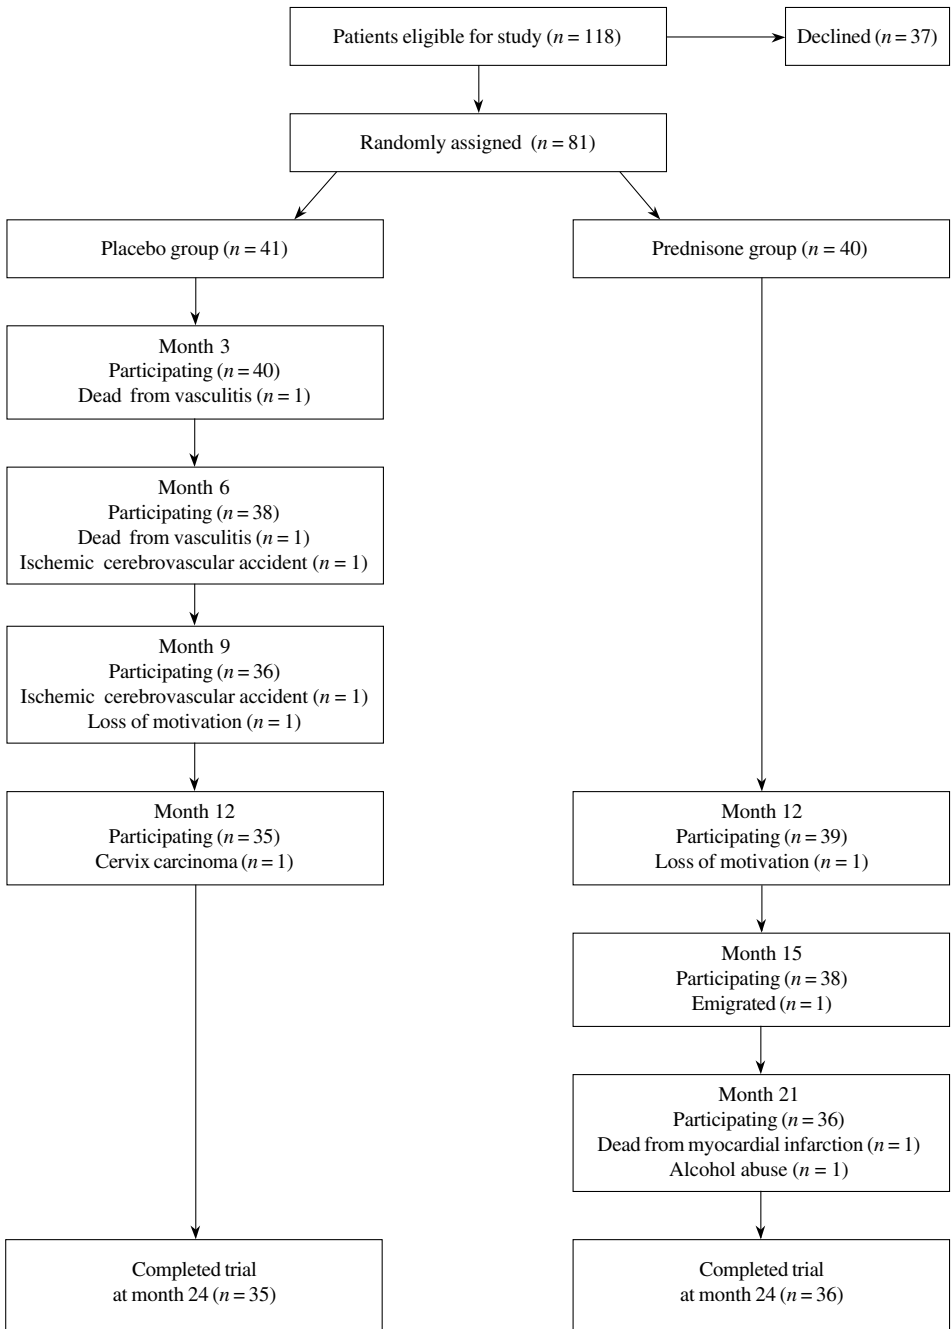 Patients eligible for study (n = 118)
Declined (n = 37)
Randomly assigned (n = 81)
Placebo group (n = 41)
Prednisone group (n = 40)
Month 3
Participating (n = 40)
Dead from vasculitis (n = 1)
Month 6
Participating (n = 38)
Dead from vasculitis (n = 1)
Ischemic cerebrovascular accident (n = 1)
Month 9
Participating (n = 36)
Ischemic cerebrovascular accident (n = 1)
Loss of motivation (n = 1)
Month 12
Participating (n = 35)
Cervix carcinoma (n = 1)
Month 12
Participating (n = 39)
Loss of motivation (n = 1)
Month 15
Participating (n = 38)
Emigrated (n = 1)
Month 21
Participating (n = 36)
Dead from myocardial infarction (n = 1)
Alcohol abuse (n = 1)
Completed trial
at month 24 (n = 35)
Completed trial
at month 24 (n = 36)